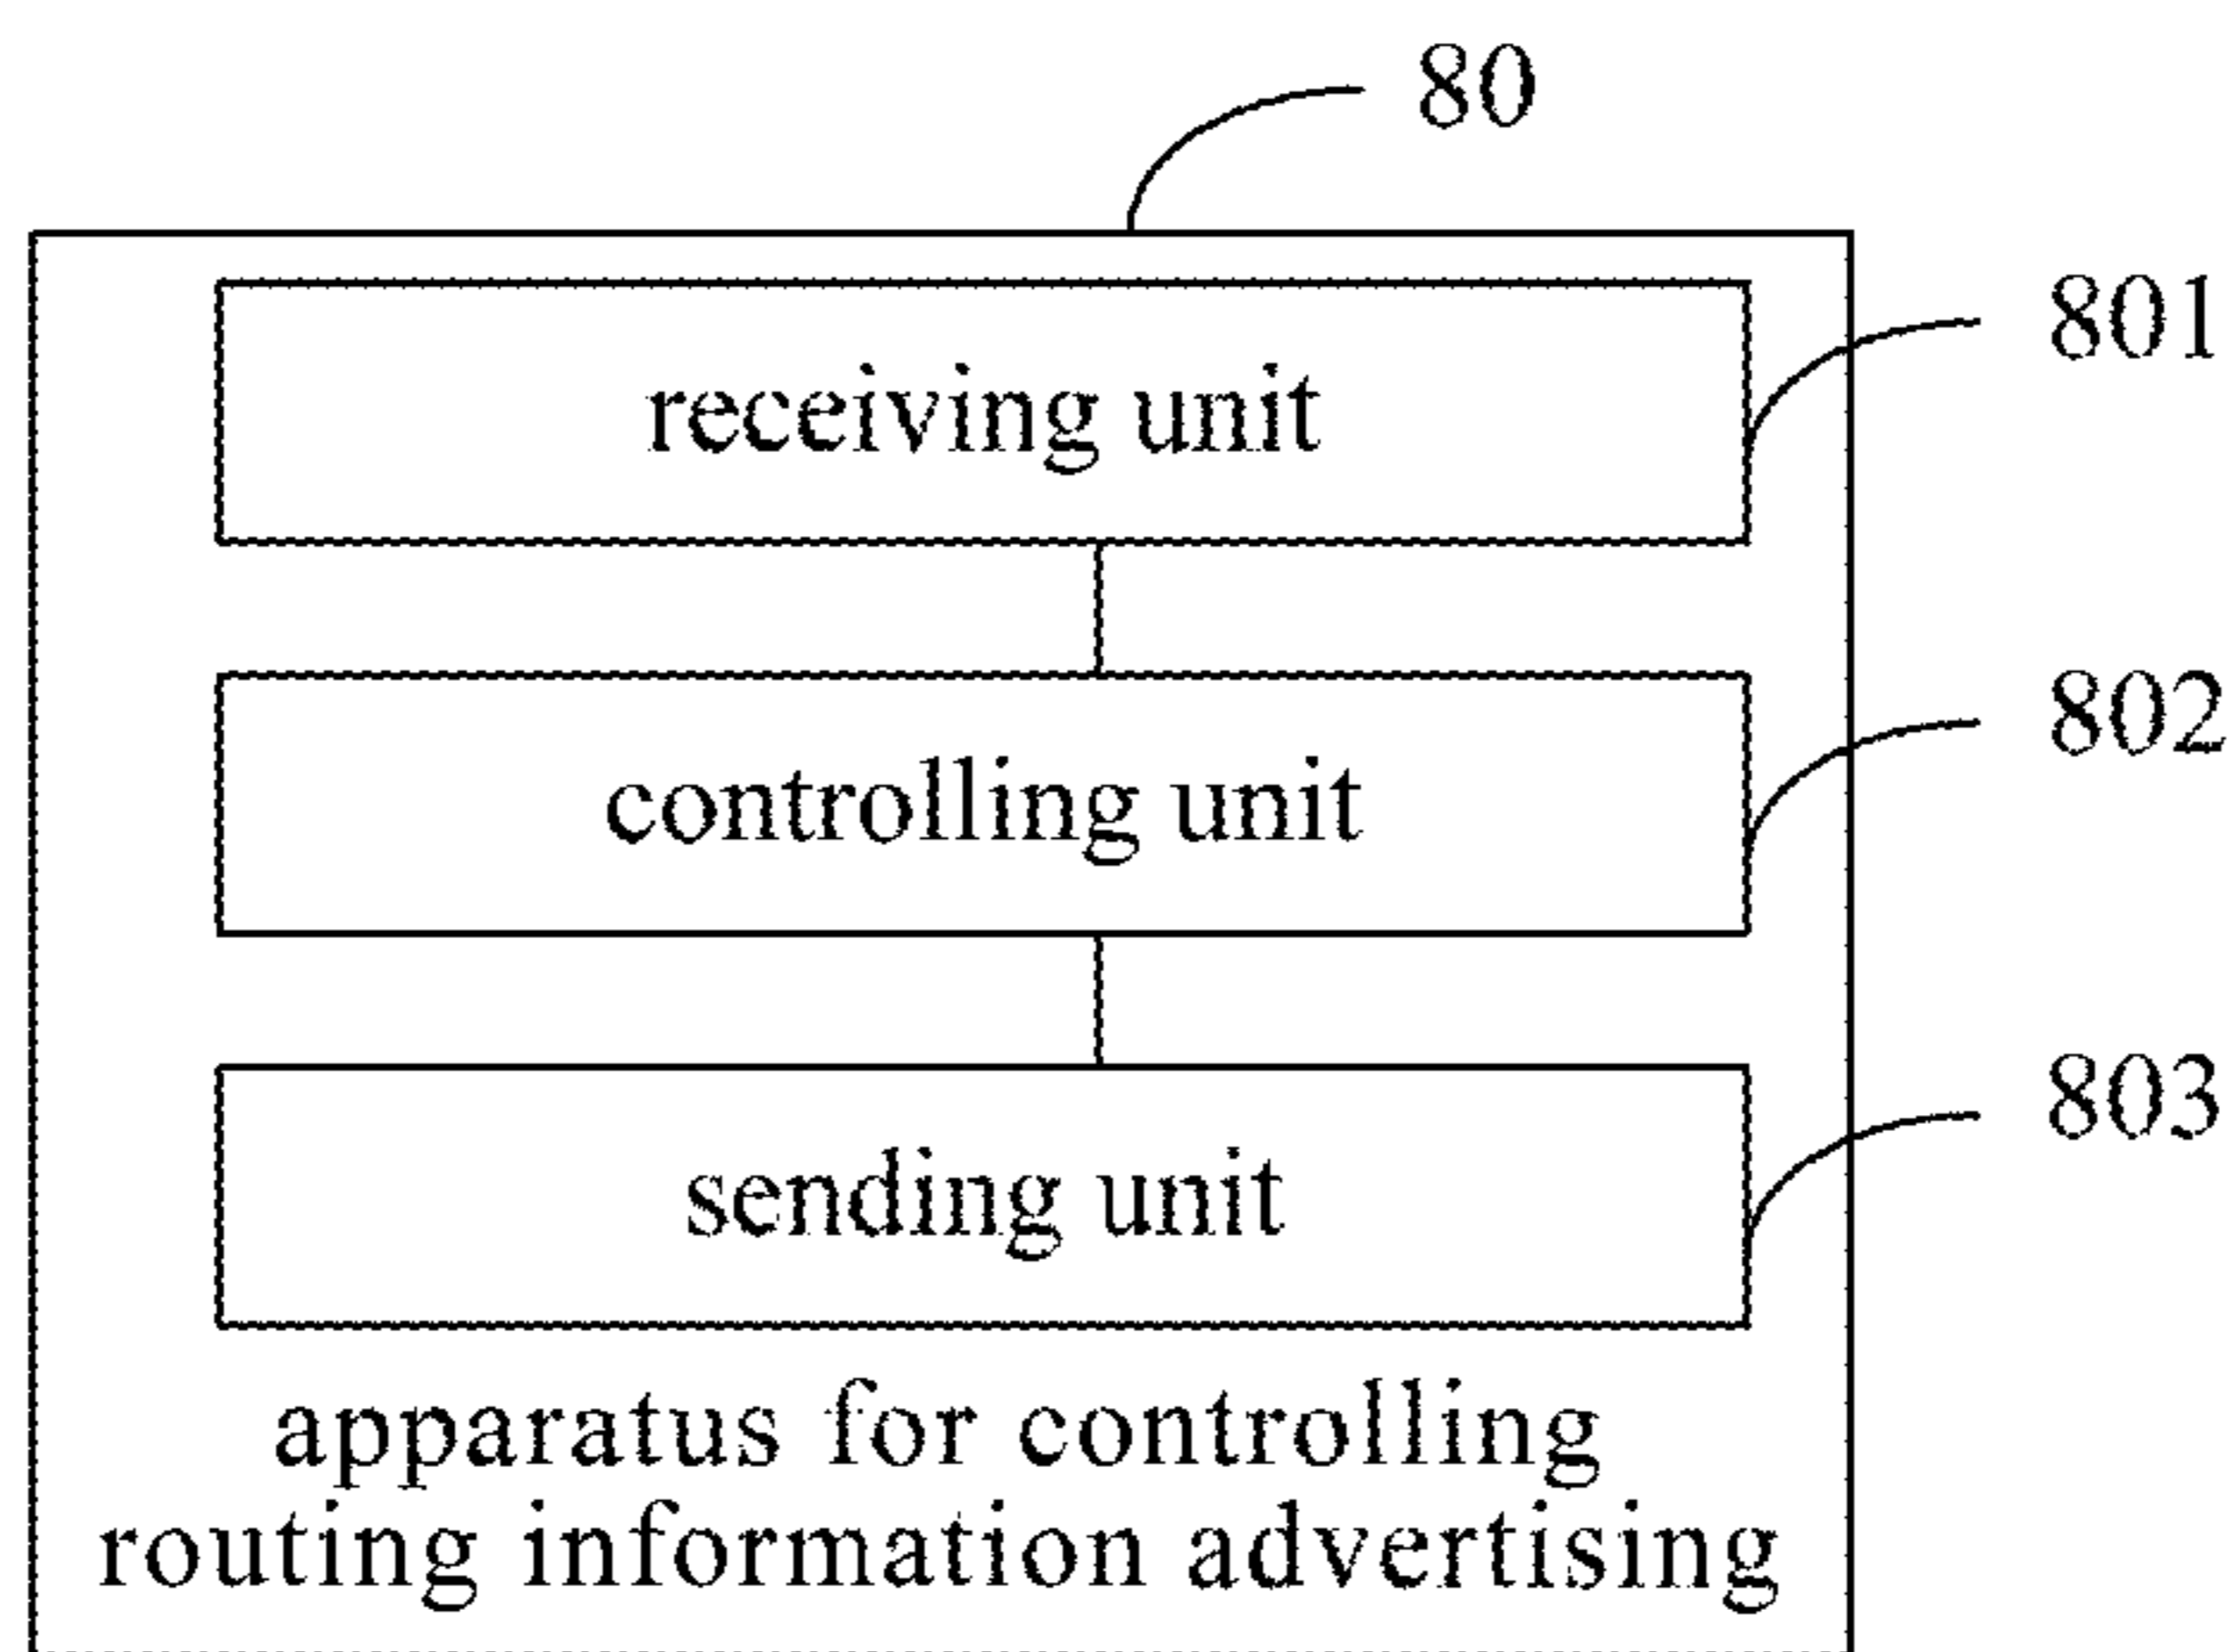 80
801
receiving unit
802
controlling unit
803
sending unit
apparatus for controlling
routing information advertising